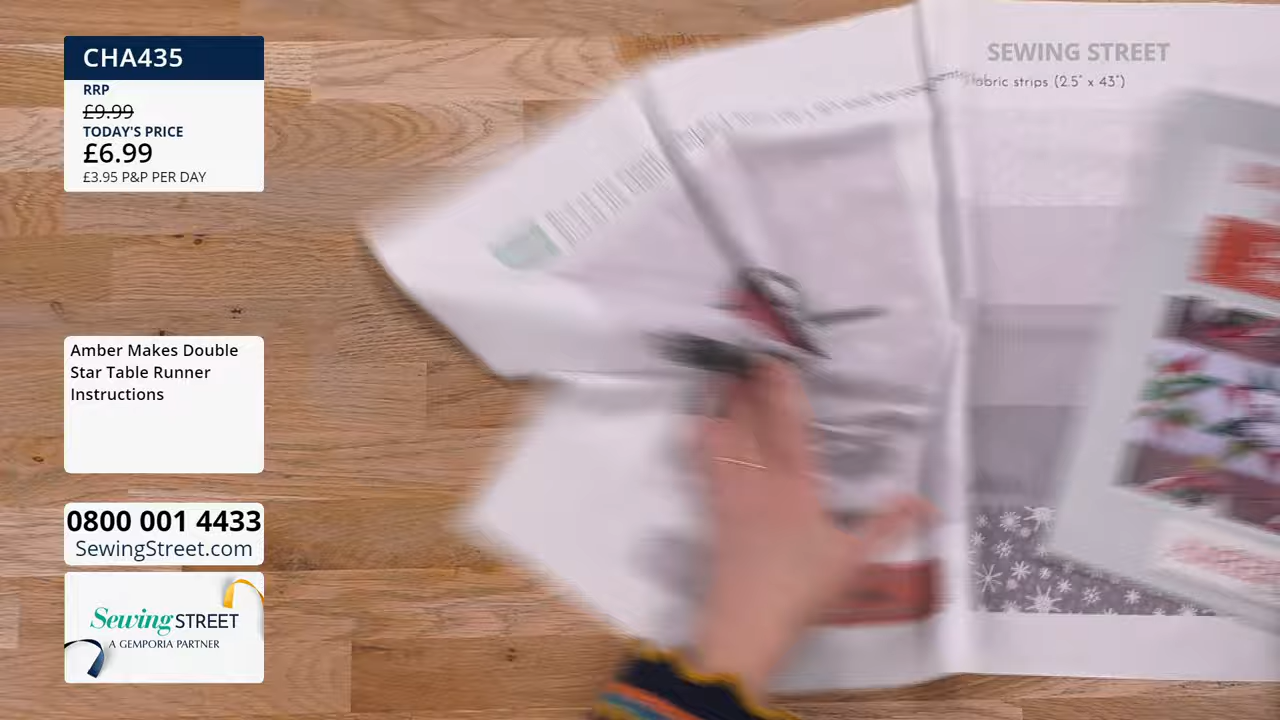 CHA435
RRP
£9.99
TODAY'S PRICE
£6.99
£3.95 P&P PER DAY
SEWING STREET
fabric strips (2.5" x 43")
Amber Makes Double
Star Table Runner
Instructions
0800 001 4433
SewingStreet.com
Sewing STREET
A GEMPORIA PARTNER